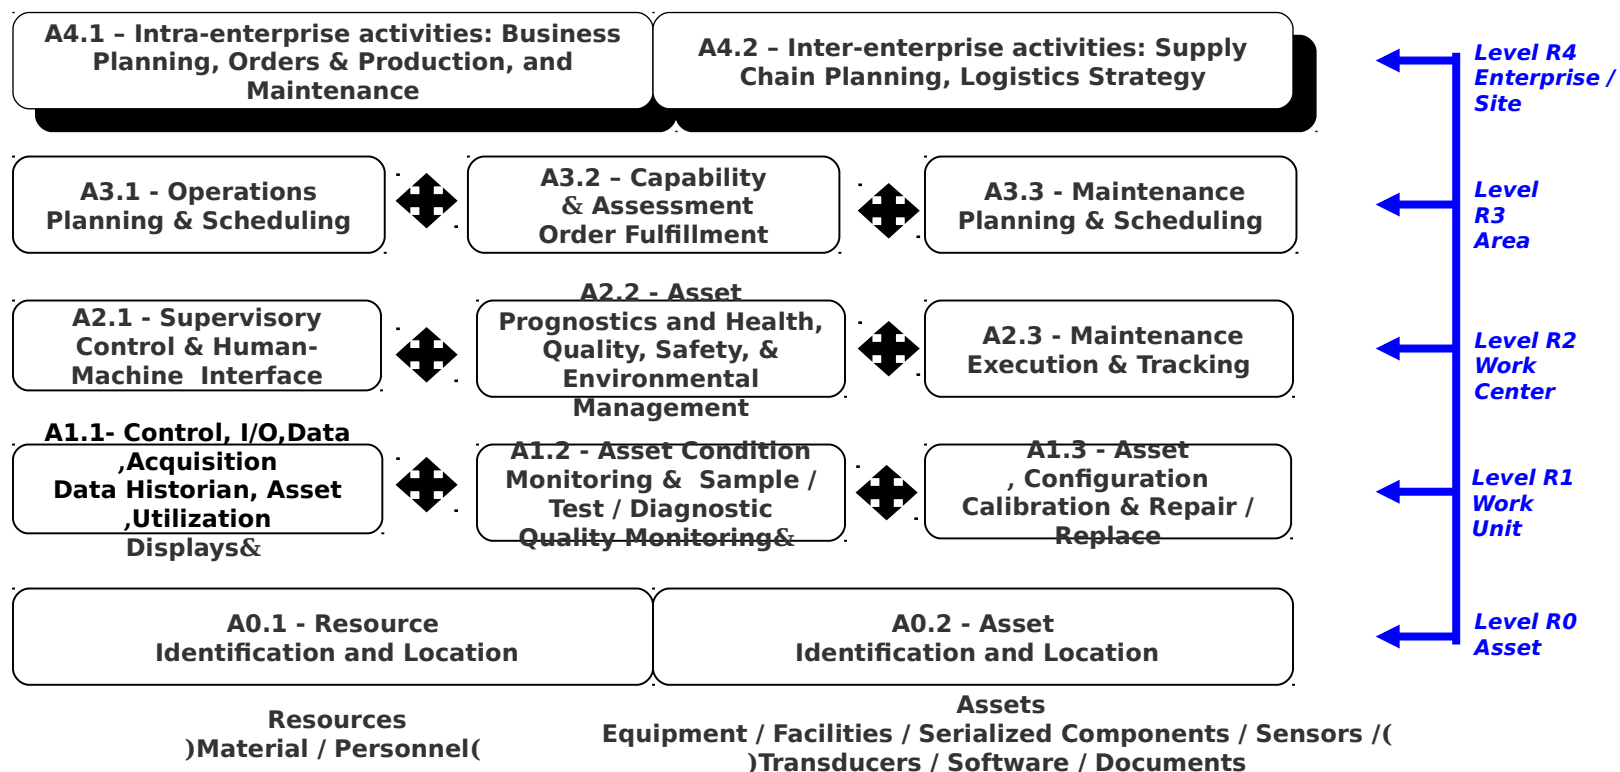 A4.1 – Intra-enterprise activities: Business
Planning, Orders & Production, and
Maintenance
A4.2 – Inter-enterprise activities: Supply
Chain Planning, Logistics Strategy
Level R4
Enterprise /
Site
A3.1 - Operations
Planning & Scheduling
A3.2 – Capability
& Assessment
Order Fulfillment
A3.3 - Maintenance
Planning & Scheduling
Level
R3
Area
A2.1 - Supervisory
Control & Human-
Machine  Interface
A2.2 - Asset
Prognostics and Health,
Quality, Safety, &
Environmental
Management
A2.3 - Maintenance
Execution & Tracking
Level R2
Work
Center
A1.1- Control, I/O,Data
,Acquisition
Data Historian, Asset
,Utilization
Displays&
A1.2 - Asset Condition
Monitoring &  Sample /
Test / Diagnostic
Quality Monitoring&
A1.3 - Asset
, Configuration
Calibration & Repair /
Replace
Level R1
Work
Unit
A0.1 - Resource
Identification and Location
A0.2 - Asset
Identification and Location
Level R0
Asset
Resources
)Material / Personnel(
Assets
Equipment / Facilities / Serialized Components / Sensors /(
)Transducers / Software / Documents